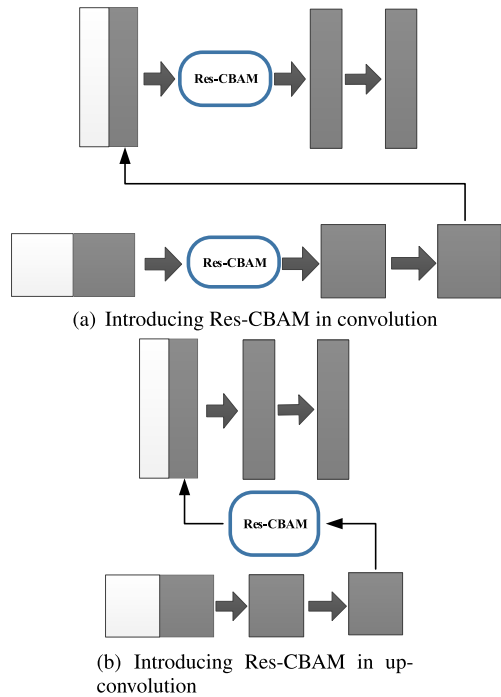 Res-CBAM
Res-CBAM
(a) Introducing Res-CBAM in convolution
Res-CBAM
(b) Introducing Res-CBAM in up-
convolution